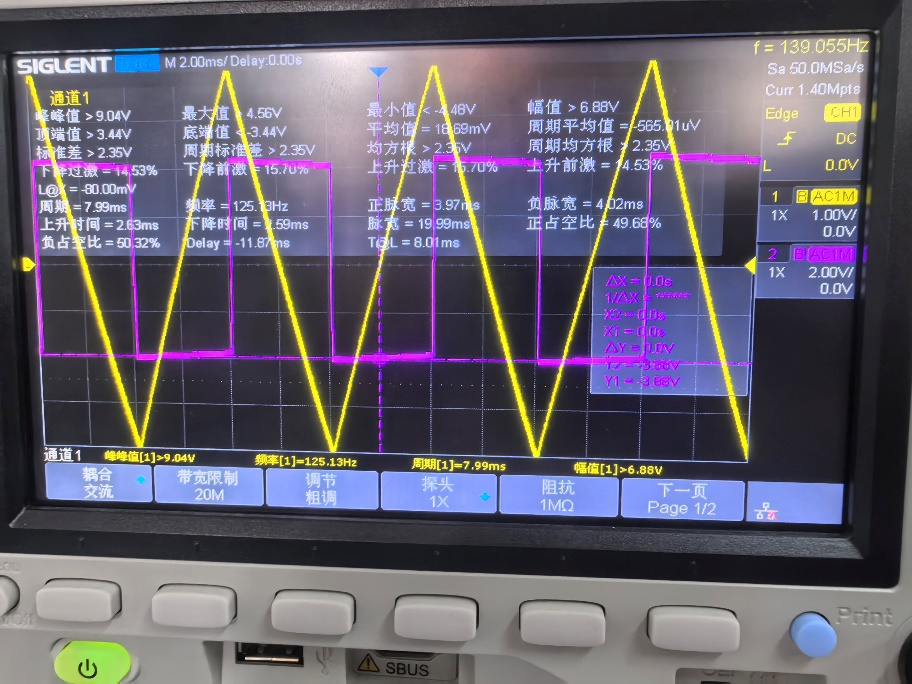 SIGLENT M 2.00ms/ Delay:0.00s f = 139.055Hz
Sa 50.0MSa/s
Curr 1.40Mpts
Edge CH1
DC
L 0.0V
1 B AC1M
1X 1.00V/
0.0V
2 B AC1M
1X 2.00V/
0.0V
通道1
峰峰值 > 9.04V 最大值 > 4.56V 最小值 < -4.48V 幅值 > 6.88V
顶端值 > 3.44V 底端值 < -3.44V 平均值 = 18.69mV 周期平均值 = -565.01uV
标准差 > 2.35V 周期标准差 > 2.35V 均方根 > 2.35V 周期均方根 > 2.35V
下降过激 = 14.53% 下降前激 = 15.70% 上升过激 = 15.70% 上升前激 = 14.53%
L@X = -80.00mV
周期 = 7.99ms 频率 = 125.13Hz 正脉宽 = 3.97ms 负脉宽 = 4.02ms
上升时间 = 2.63ms 下降时间 = 2.59ms 脉宽 = 19.99ms 正占空比 = 49.68%
负占空比 = 50.32% Delay = -11.87ms T@L = 8.01ms
ΔX = 0.0s
1/ΔX = ******
X2 = 0.0s
X1 = 0.0s
ΔY = 0.0V
Y2 = -3.88V
Y1 = -3.88V
通道1 峰峰值[1]>9.04V 频率[1]=125.13Hz 周期[1]=7.99ms 幅值[1]>6.88V
耦合 带宽限制 调节 探头 阻抗 下一页
交流 20M 粗调 1X 1MΩ Page 1/2
Print
SBUS